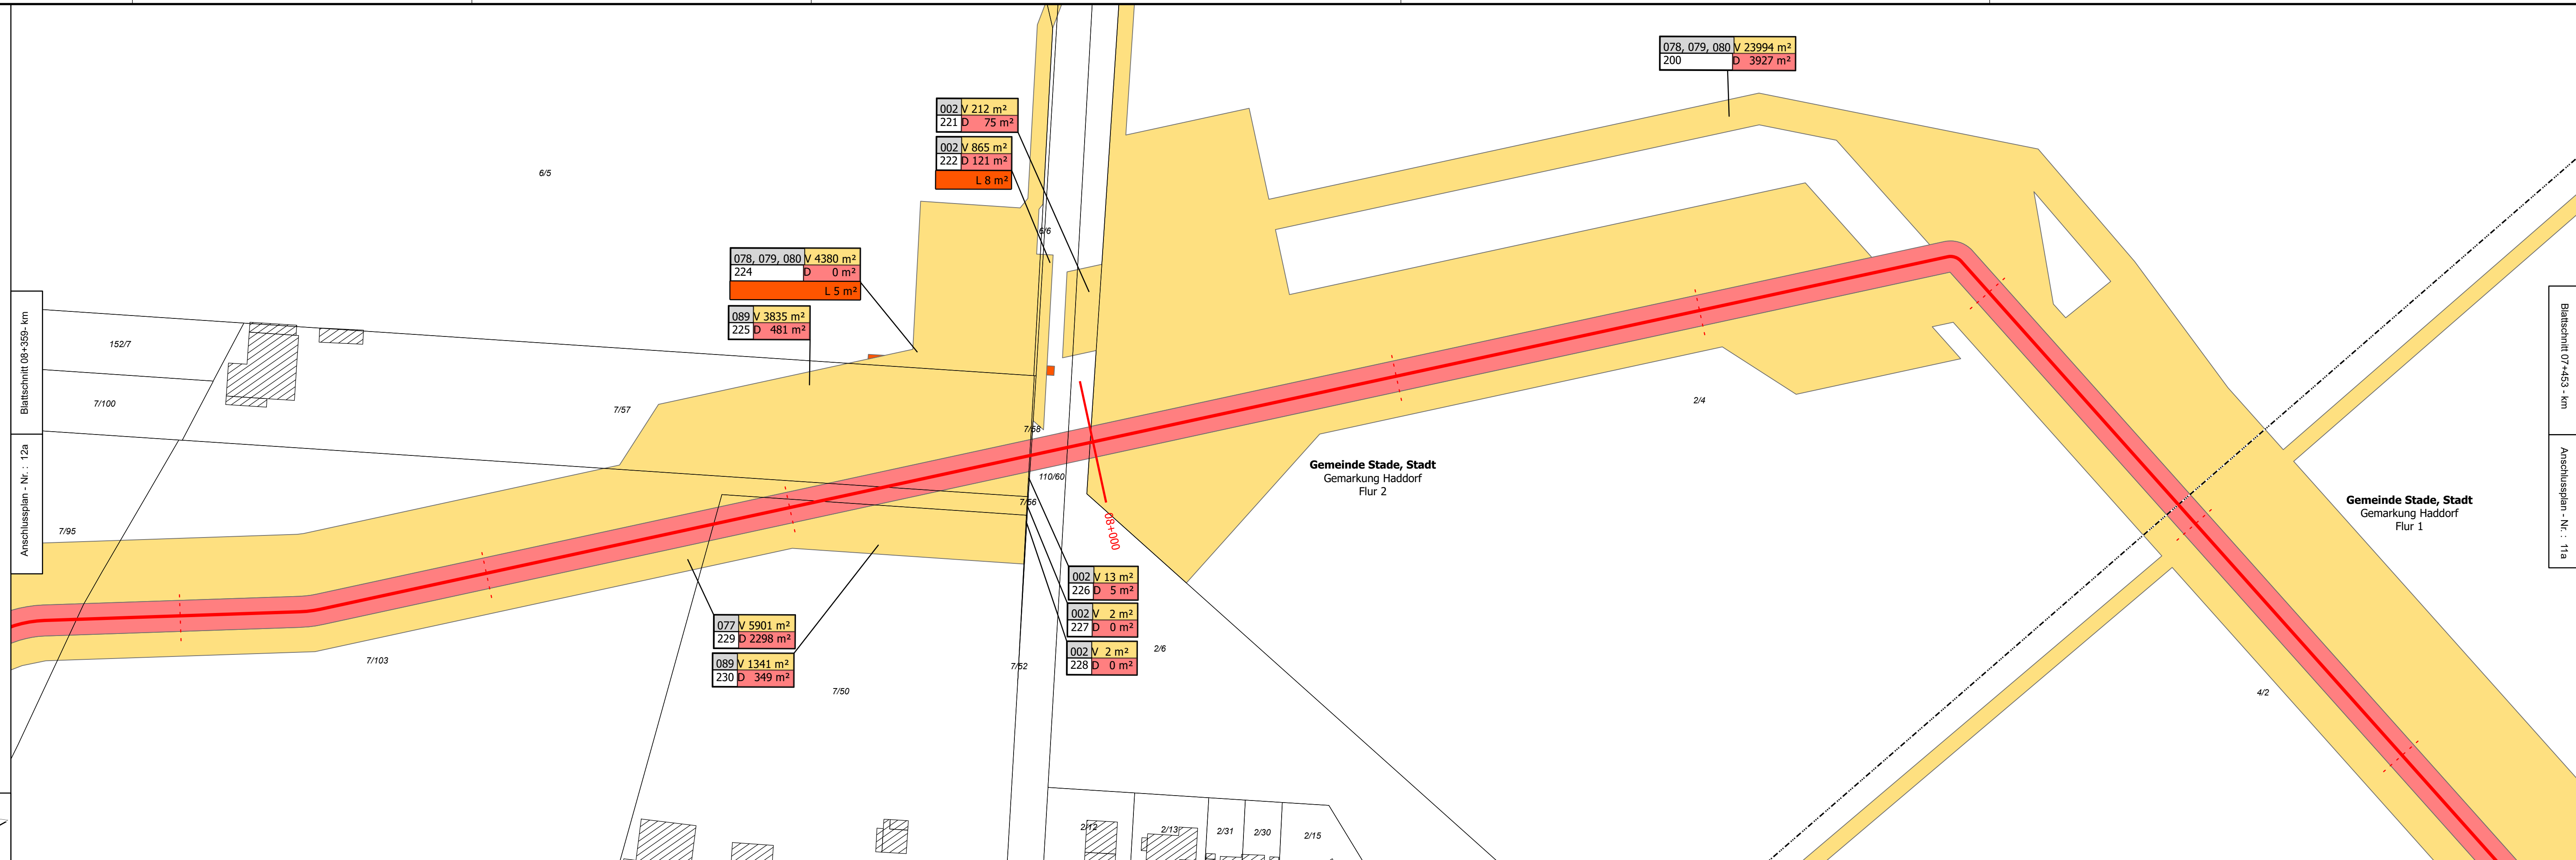 078, 079, 080 V 23994 m²
200 D 3927 m²
002 V 212 m²
221 D 75 m²
002 V 865 m²
222 D 121 m²
L 8 m²
6/5
6/6
078, 079, 080 V 4380 m²
224 D 0 m²
L 5 m²
089 V 3835 m²
225 D 481 m²
Blattschnitt 08+3559- km
Anschlussplan - Nr. : 12a
152/7
7/100
7/57
7/95
7/58
110/60
7/56
08+000
2/4
Gemeinde Stade, Stadt
Gemarkung Haddorf
Flur 2
Gemeinde Stade, Stadt
Gemarkung Haddorf
Flur 1
Blattschnitt 07+453 - km
Anschlussplan - Nr. : 11a
002 V 13 m²
226 D 5 m²
002 V 2 m²
227 D 0 m²
002 V 2 m²
228 D 0 m²
077 V 5901 m²
229 D 2298 m²
089 V 1341 m²
230 D 349 m²
7/103
7/50
7/52
2/6
4/2
2/12
2/13
2/31
2/30
2/15